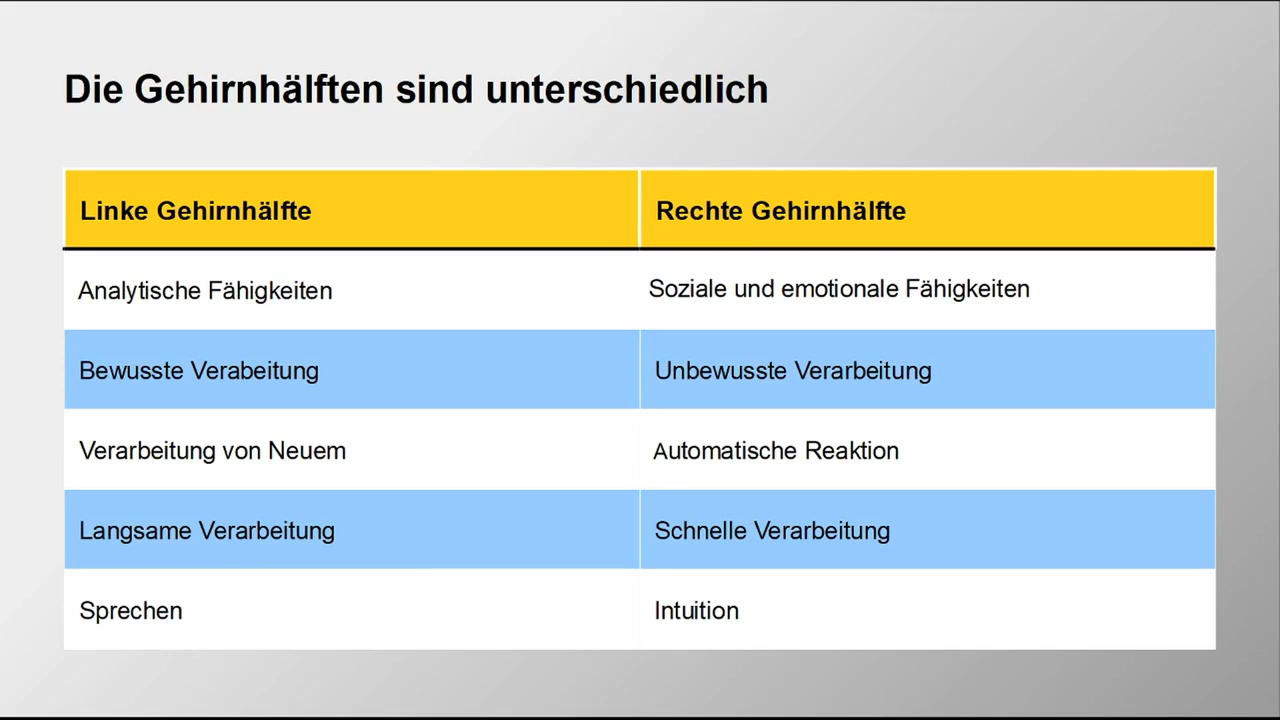 Die Gehirnhälften sind unterschiedlich
Linke Gehirnhälfte
Rechte Gehirnhälfte
Analytische Fähigkeiten
Soziale und emotionale Fähigkeiten
Bewusste Verabeitung
Unbewusste Verarbeitung
Verarbeitung von Neuem
Automatische Reaktion
Langsame Verarbeitung
Schnelle Verarbeitung
Sprechen
Intuition